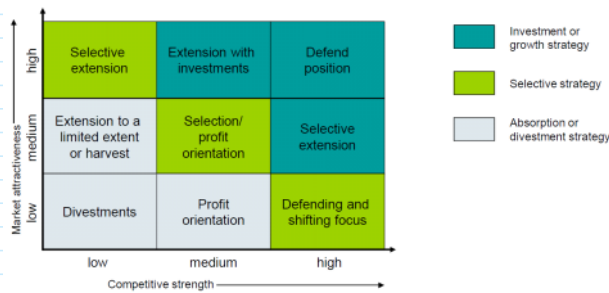 Market attractiveness
high
medium
low
Selective
extension
Extension with
investments
Defend
position
Extension to a
limited extent
or harvest
Selection/
profit
orientation
Selective
extension
Divestments
Profit
orientation
Defending and
shifting focus
low
medium
high
Competitive strength
Investment or
growth strategy
Selective strategy
Absorption or
divestment strategy